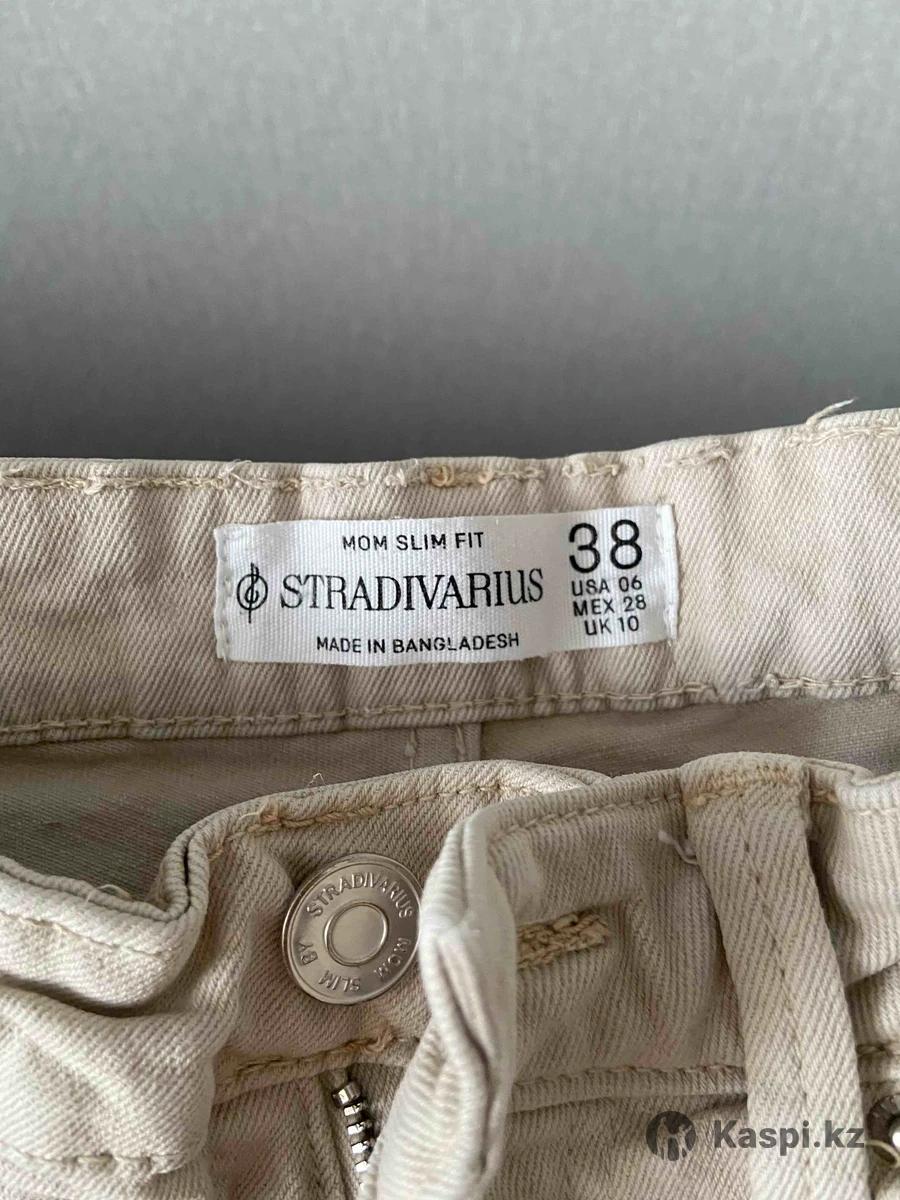 MOM SLIM FIT
STRADIVARIUS
MADE IN BANGLADESH
38
USA 06
MEX 28
UK 10
STRADIVARIUS
MOM SLIM BY
Kaspi.kz